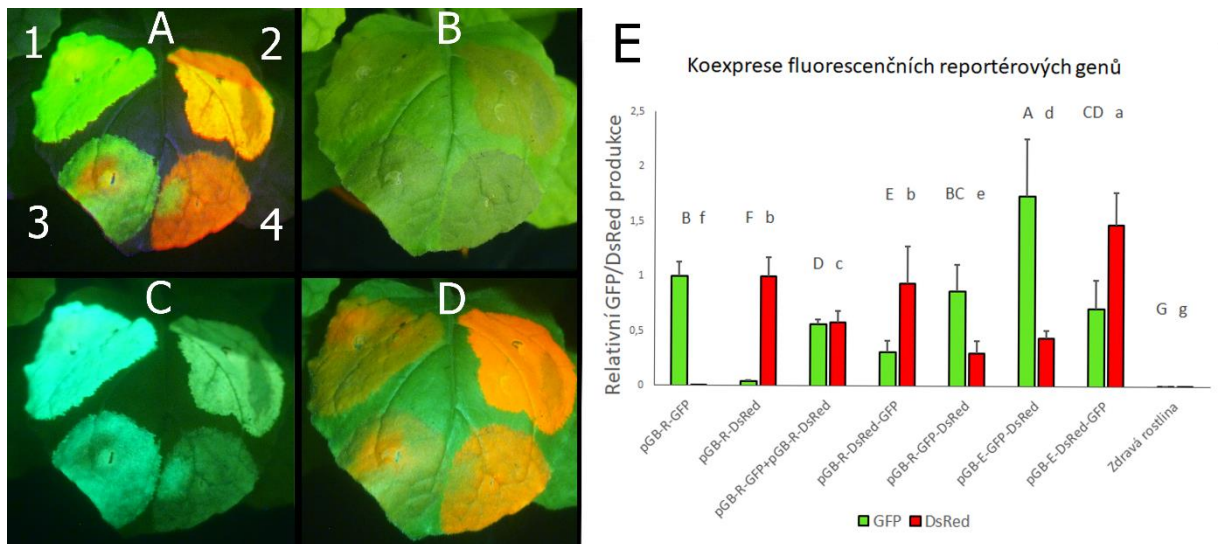 1
A
2
3
4
B
C
D
E
Koexprese fluorescenčních reportérových genů
Relativní GFP/DsRed produkce
2,5
2
1,5
1
0,5
0
B f
F b
D c
E b
BC e
A d
CD a
G g
pGB-R-GFP
pGB-R-DsRed
pGB-R-GFP+pGB-R-DsRed
pGB-R-DsRed-GFP
pGB-R-GFP-DsRed
pGB-E-GFP-DsRed
pGB-E-DsRed-GFP
Zdravá rostlina
GFP DsRed